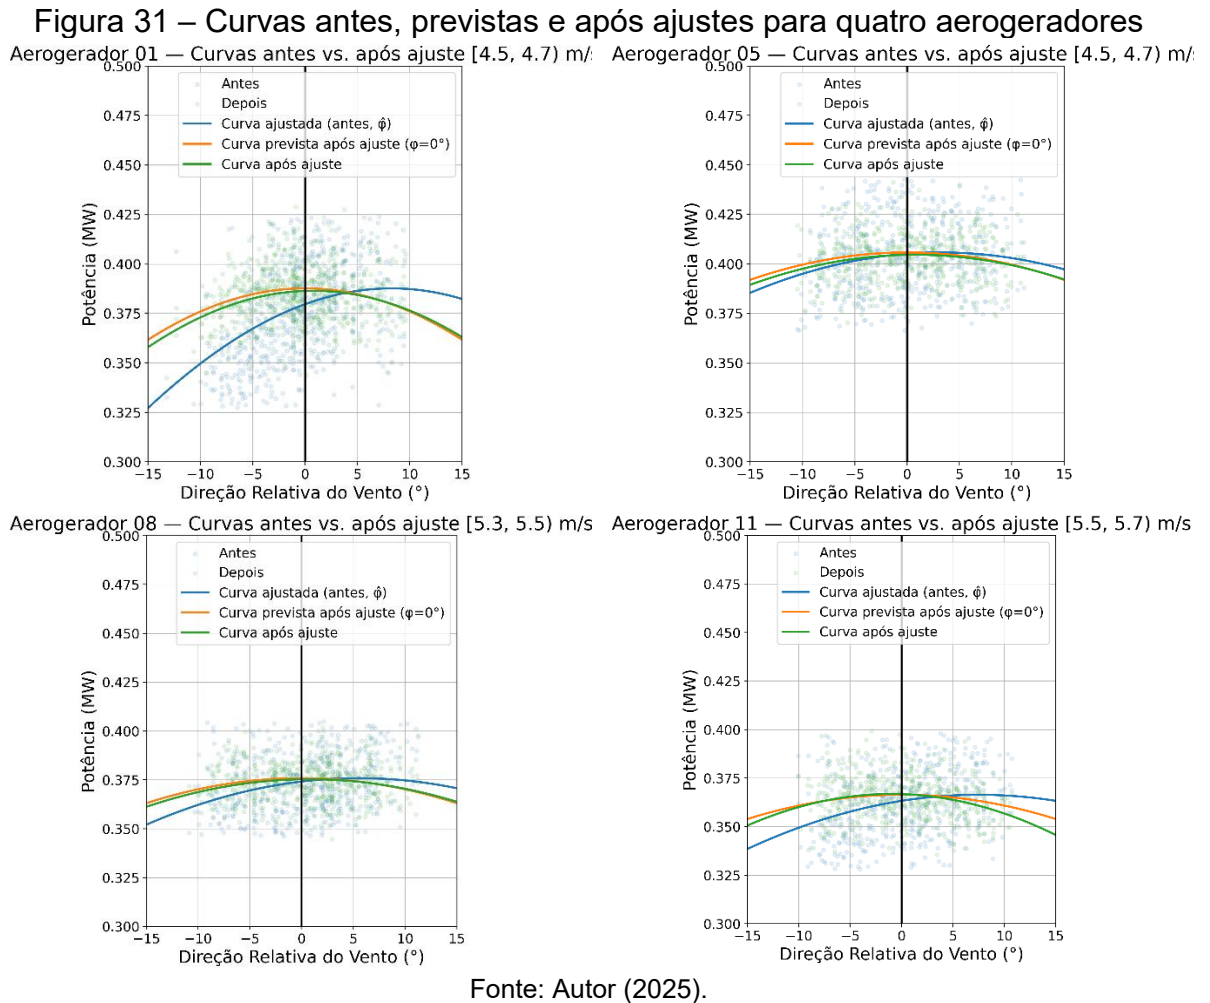 Figura 31 – Curvas antes, previstas e após ajustes para quatro aerogeradores
Aerogerador 01 — Curvas antes vs. após ajuste [4.5, 4.7) m/s
0.500
0.475
0.450
0.425
0.400
0.375
0.350
0.325
0.300
Potência (MW)
Antes
Depois
Curva ajustada (antes, φ̂)
Curva prevista após ajuste (φ=0°)
Curva após ajuste
−15 −10 −5 0 5 10 15
Direção Relativa do Vento (°)
Aerogerador 05 — Curvas antes vs. após ajuste [4.5, 4.7) m/s
0.500
0.475
0.450
0.425
0.400
0.375
0.350
0.325
0.300
Potência (MW)
Antes
Depois
Curva ajustada (antes, φ̂)
Curva prevista após ajuste (φ=0°)
Curva após ajuste
−15 −10 −5 0 5 10 15
Direção Relativa do Vento (°)
Aerogerador 08 — Curvas antes vs. após ajuste [5.3, 5.5) m/s
0.500
0.475
0.450
0.425
0.400
0.375
0.350
0.325
0.300
Potência (MW)
Antes
Depois
Curva ajustada (antes, φ̂)
Curva prevista após ajuste (φ=0°)
Curva após ajuste
−15 −10 −5 0 5 10 15
Direção Relativa do Vento (°)
Aerogerador 11 — Curvas antes vs. após ajuste [5.5, 5.7) m/s
0.500
0.475
0.450
0.425
0.400
0.375
0.350
0.325
0.300
Potência (MW)
Antes
Depois
Curva ajustada (antes, φ̂)
Curva prevista após ajuste (φ=0°)
Curva após ajuste
−15 −10 −5 0 5 10 15
Direção Relativa do Vento (°)
Fonte: Autor (2025).